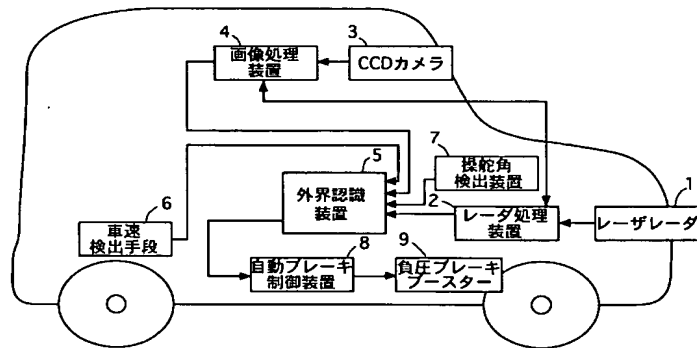 4
画像処理
装置
3
CCDカメラ
7
操舵角
検出装置
5
外界認識
装置
2
レーダ処理
装置
1
レーザレーダ
6
車速
検出手段
8
自動ブレーキ
制御装置
9
負圧ブレーキ
ブースター